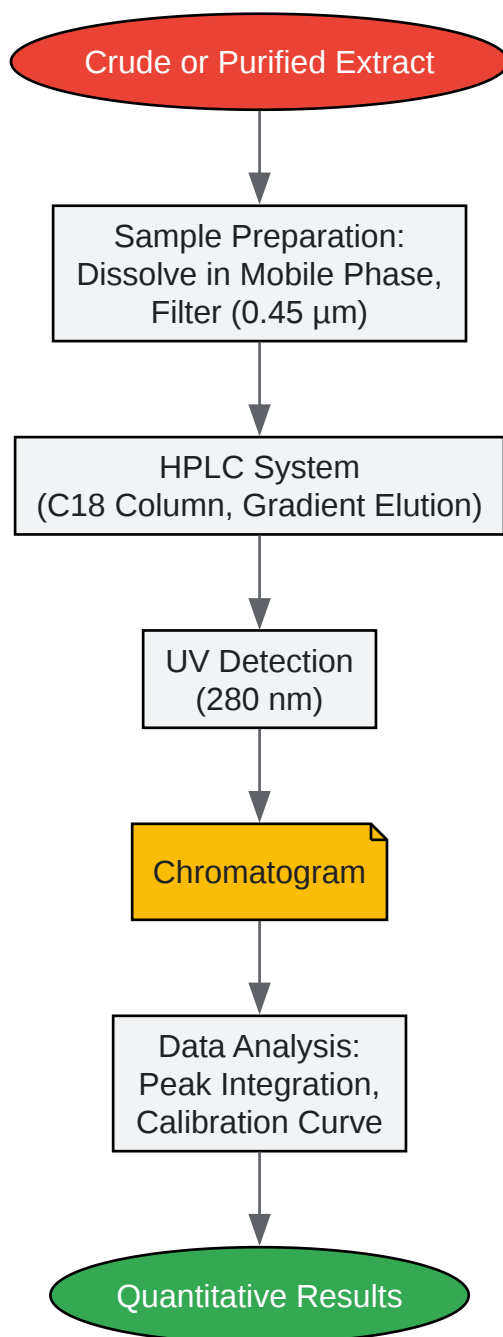 Crude or Purified Extract
Sample Preparation:
Dissolve in Mobile Phase,
Filter (0.45 µm)
HPLC System
(C18 Column, Gradient Elution)
UV Detection
(280 nm)
Chromatogram
Data Analysis:
Peak Integration,
Calibration Curve
Quantitative Results